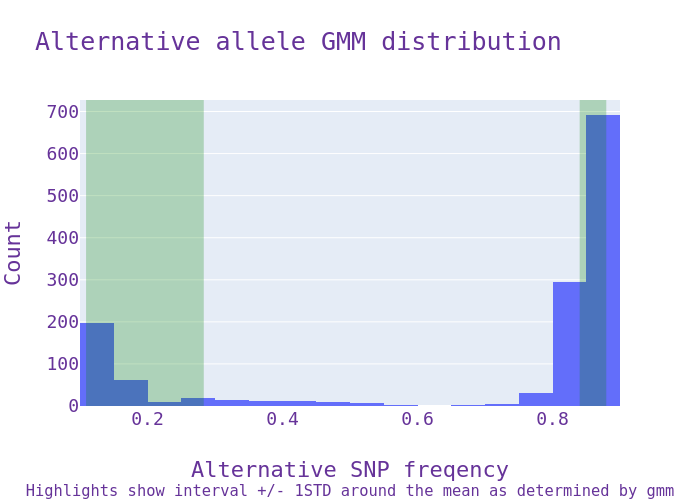 Alternative allele GMM distribution
700
600
500
400
300
200
100
0
Count
0.2 0.4 0.6 0.8
Alternative SNP freqency
Highlights show interval +/- 1STD around the mean as determined by gmm